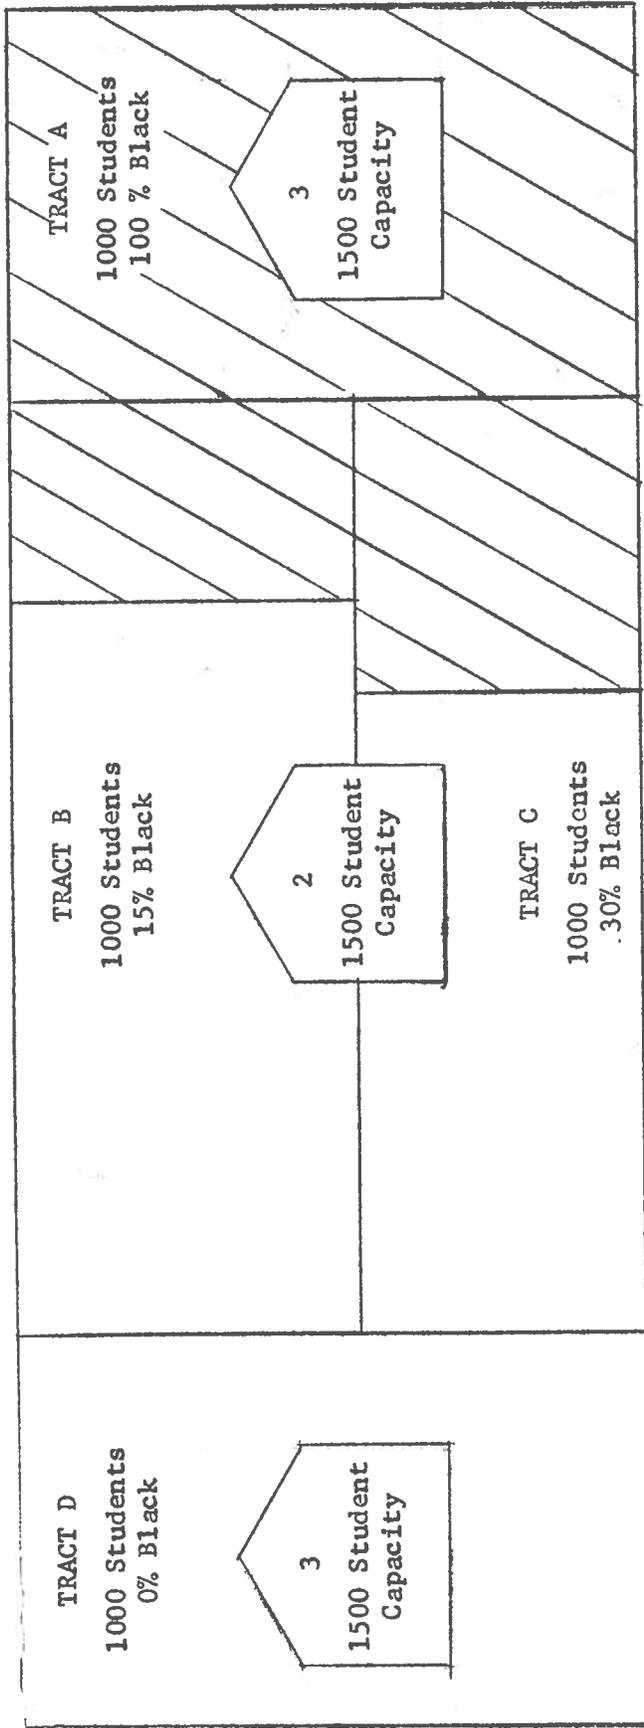 TRACT D
1000 Students
0% Black
3
1500 Student
Capacity
TRACT B
1000 Students
15% Black
2
1500 Student
Capacity
TRACT C
1000 Students
.30% Black
TRACT A
1000 Students
100 % Black
3
1500 Student
Capacity